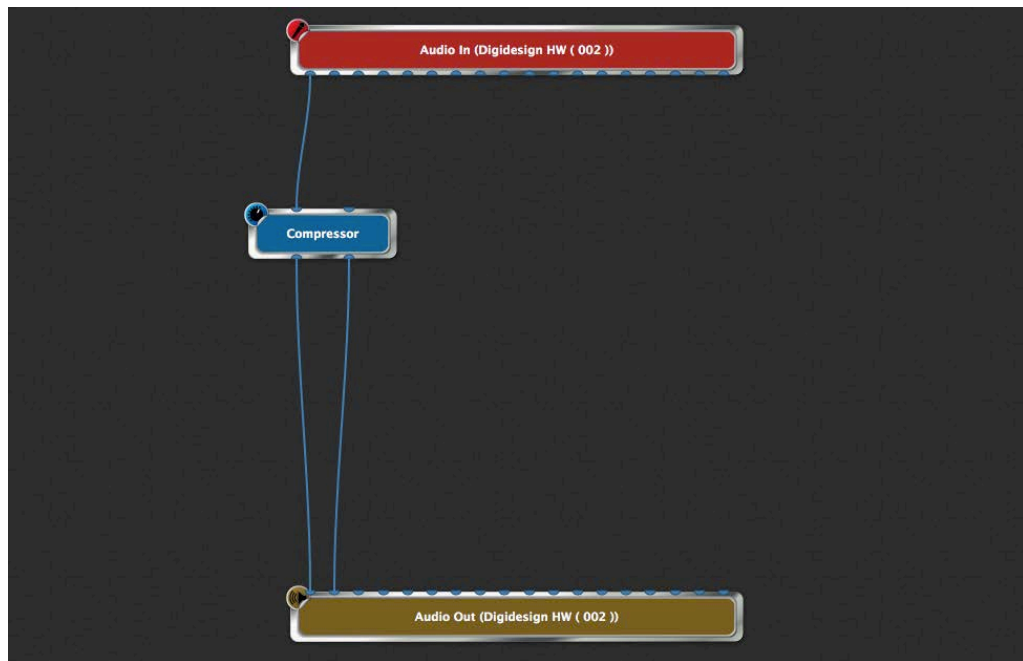 Audio In (Digidesign HW ( 002 ))
Compressor
Audio Out (Digidesign HW ( 002 ))